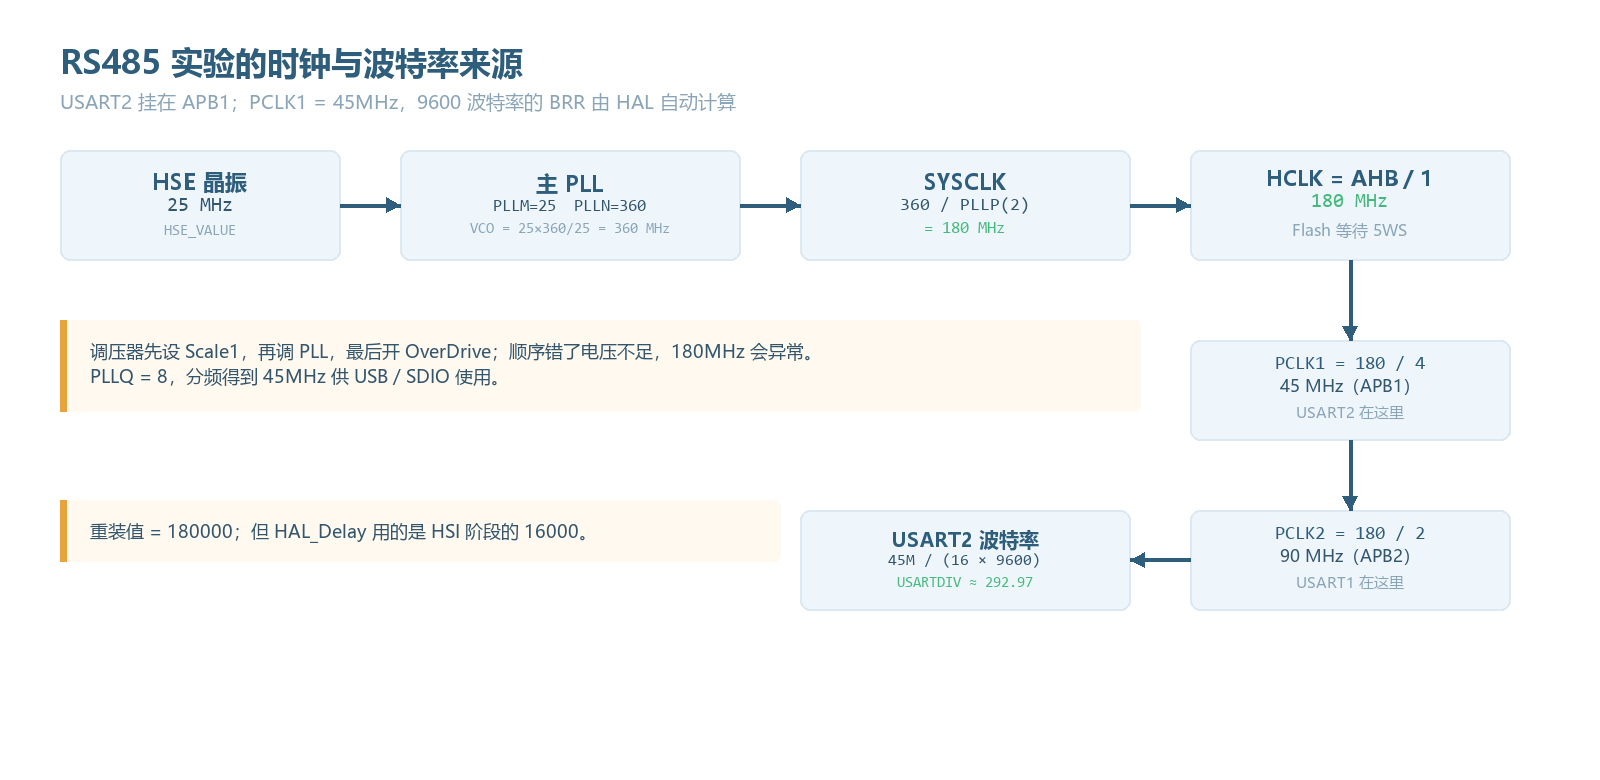 RS485 实验的时钟与波特率来源
USART2 挂在 APB1；PCLK1 = 45MHz，9600 波特率的 BRR 由 HAL 自动计算
HSE 晶振
25 MHz
HSE_VALUE
主 PLL
PLLM=25 PLLN=360
VCO = 25×360/25 = 360 MHz
SYSCLK
360 / PLLP(2)
= 180 MHz
HCLK = AHB / 1
180 MHz
Flash 等待 5WS
调压器先设 Scale1，再调 PLL，最后开 OverDrive；顺序错了电压不足，180MHz 会异常。
PLLQ = 8，分频得到 45MHz 供 USB / SDIO 使用。
PCLK1 = 180 / 4
45 MHz（APB1）
USART2 在这里
重装值 = 180000；但 HAL_Delay 用的是 HSI 阶段的 16000。
USART2 波特率
45M / (16 × 9600)
USARTDIV ≈ 292.97
PCLK2 = 180 / 2
90 MHz（APB2）
USART1 在这里